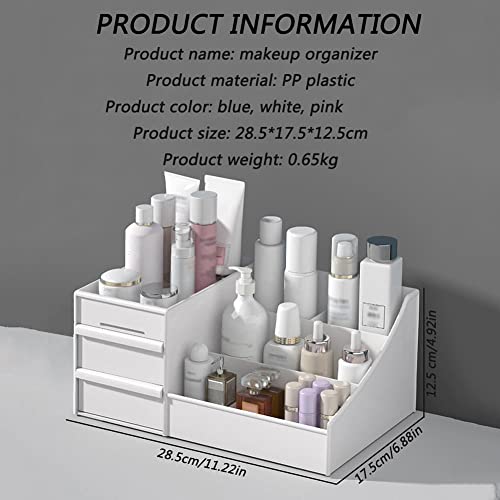 PRODUCT INFORMATION
Product name: makeup organizer
Product material: PP plastic
Product color: blue, white, pink
Product size: 28.5*17.5*12.5cm
Product weight: 0.65kg
12.5 cm/4.92in
17.5cm/6.88in
28.5cm/11.22in